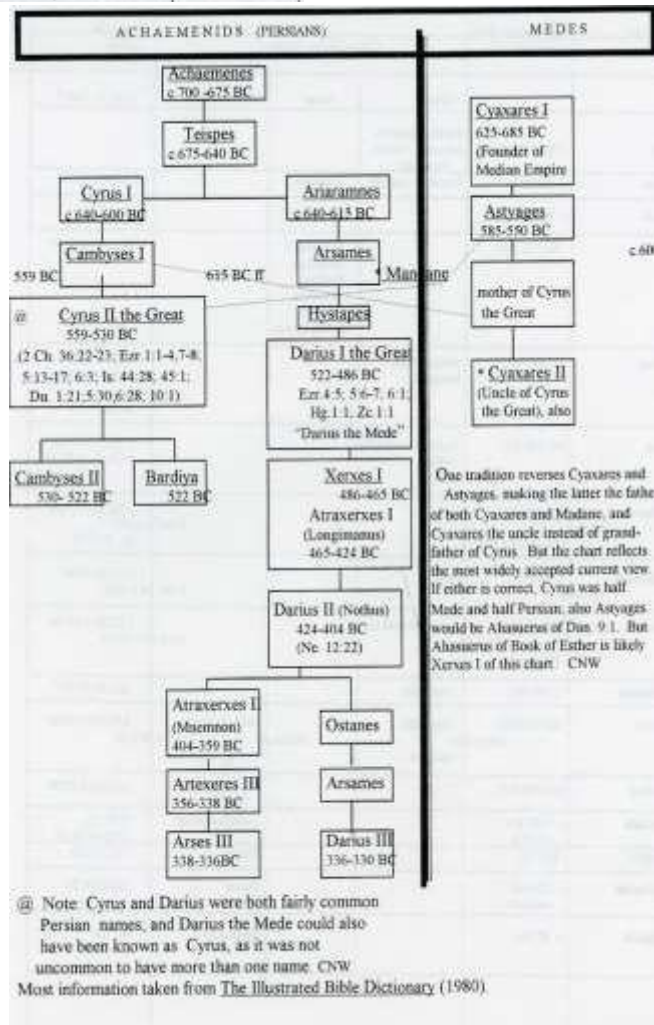 ACHAEMENIDS (PERSIANS)
MEDES
Achaemenes
c.700 -675 BC
Teispes
c.675-640 BC
Cyrus I
c.640-600 BC
Ariaramnes
c.640-615 BC
Cambyses I
559 BC
635 BC ff
Arsames
* Mandane
Hystapes
@ Cyrus II the Great
559-530 BC
(2 Ch. 36:22-23; Ezr 1:1-4,7-8;
5:13-17; 6:3; Is. 44:28; 45:1;
Dn. 1:21,5:30,6:28; 10:1)
Darius I the Great
522-486 BC
Ezr 4:5; 5:6-7, 6:1;
Hg.1:1, Zc.1:1
"Darius the Mede"
Cambyses II
530- 522 BC
Bardiya
522 BC
Xerxes I
486-465 BC
Atraxerxes I
(Longimanus)
465-424 BC
Darius II (Nothus)
424-404 BC
(Ne. 12:22)
Atraxerxes I
(Mnemnon)
404-359 BC
Ostanes
Artexeres III
356-338 BC
Arsames
Arses III
338-336BC
Darius III
336-330 BC
Cyaxares I
625-685 BC
(Founder of
Median Empire
Astyages
585-550 BC
c.60
mother of Cyrus
the Great
* Cyaxares II
(Uncle of Cyrus
the Great), also
One tradition reverses Cyaxares and
Astyages, making the latter the fathe
of both Cyaxares and Madane, and
Cyaxares the uncle instead of grand-
father of Cyrus. But the chart reflects
the most widely accepted current view.
If either is correct, Cyrus was half
Mede and half Persian, also Astyages
would be Ahasuerus of Dan. 9:1. But
Ahasuerus of Book of Esther is likely
Xerxes I of this chart. CNW
@ Note: Cyrus and Darius were both fairly common
Persian names, and Darius the Mede could also
have been known as Cyrus, as it was not
uncommon to have more than one name. CNW
Most information taken from The Illustrated Bible Dictionary (1980)